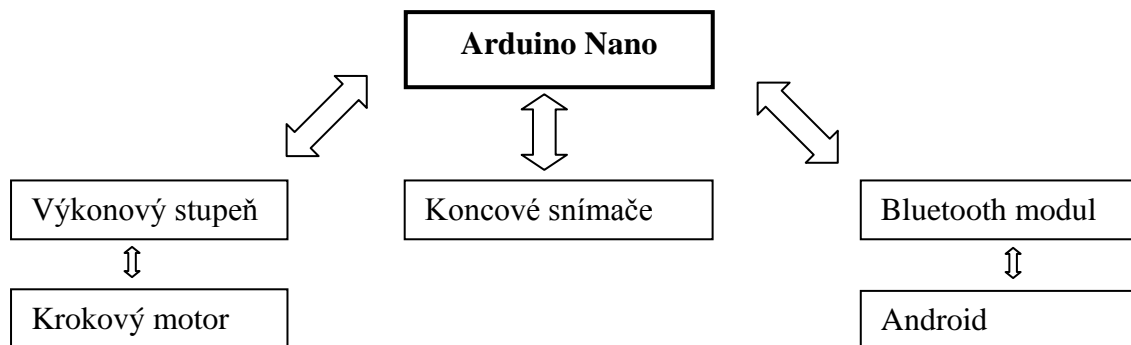 Arduino Nano
Výkonový stupeň
Koncové snímače
Bluetooth modul
Krokový motor
Android